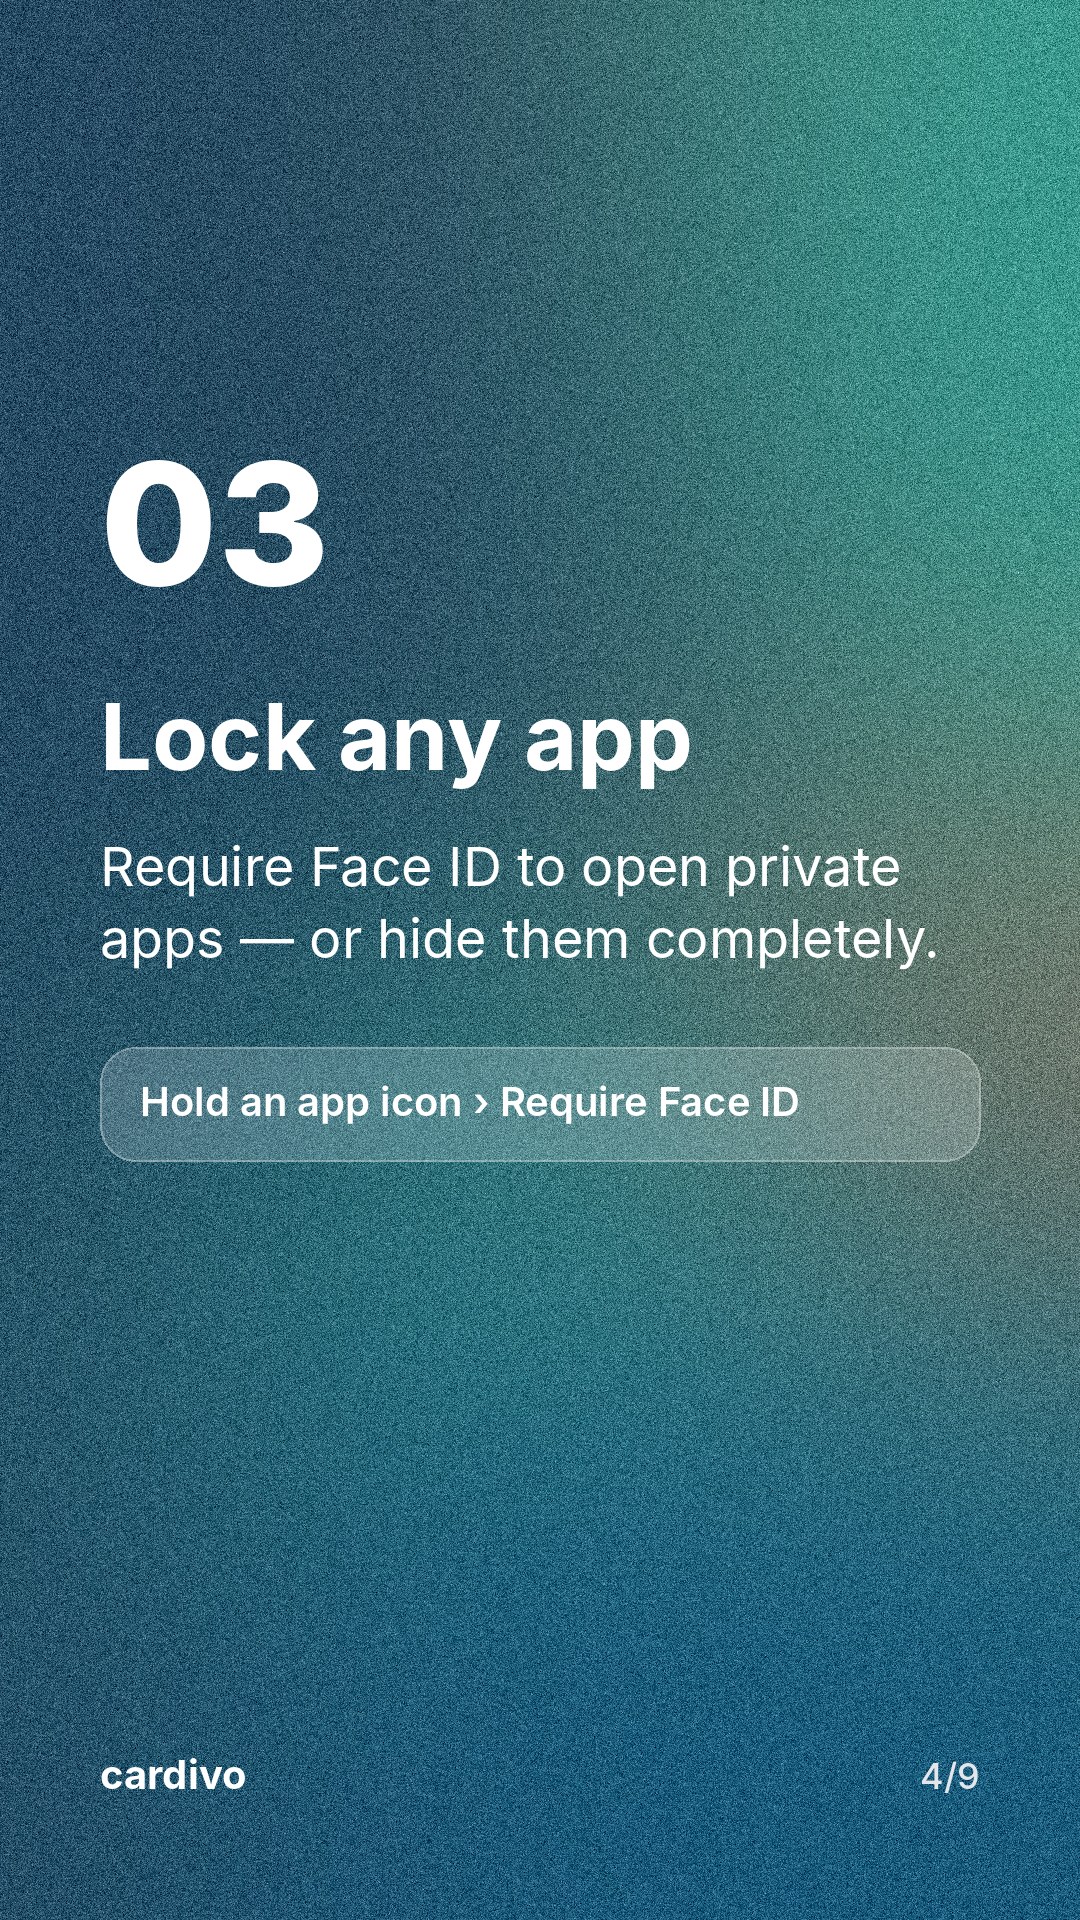 03
Lock any app
Require Face ID to open private
apps — or hide them completely.
Hold an app icon › Require Face ID
cardivo
4/9